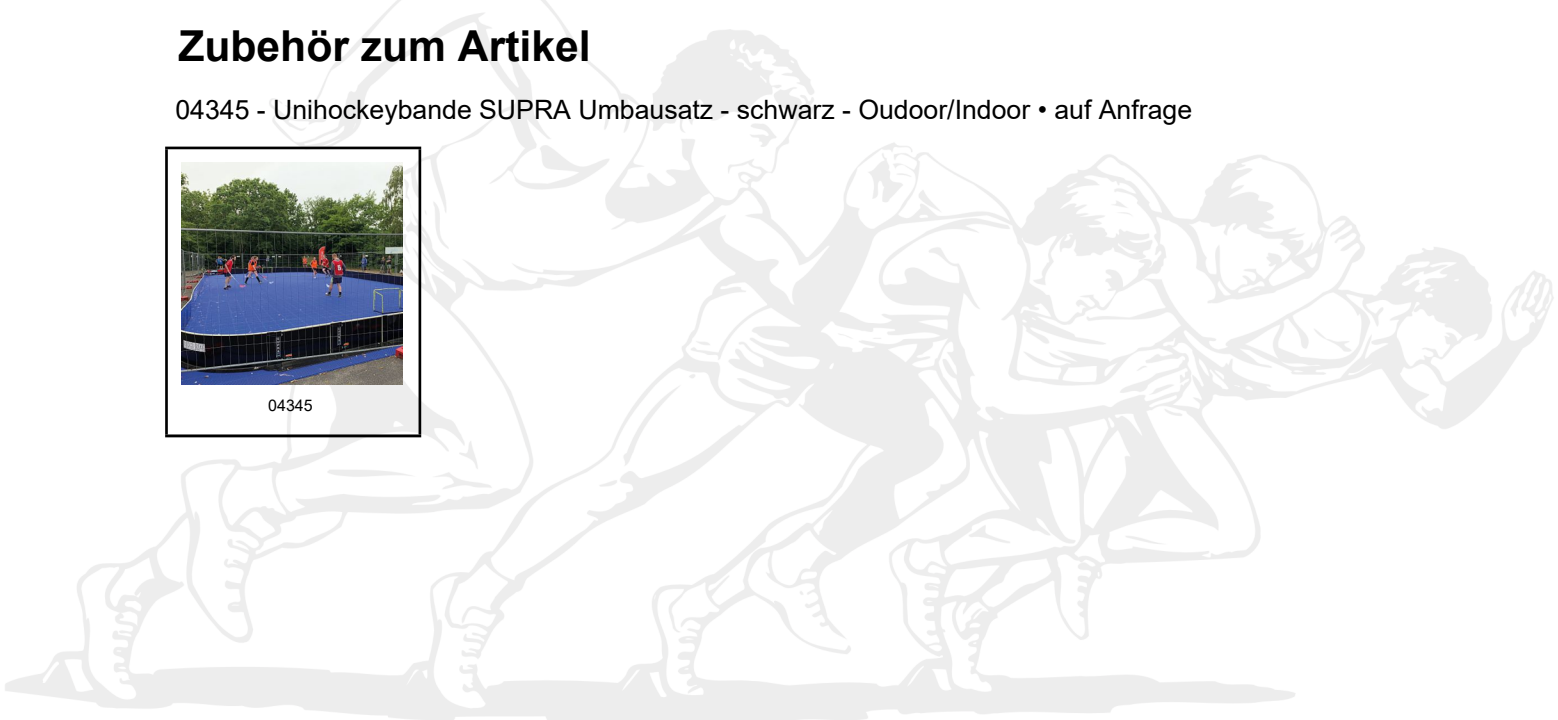 Zubehör zum Artikel
04345 - Unihockeybande SUPRA Umbausatz - schwarz - Oudoor/Indoor • auf Anfrage
04345